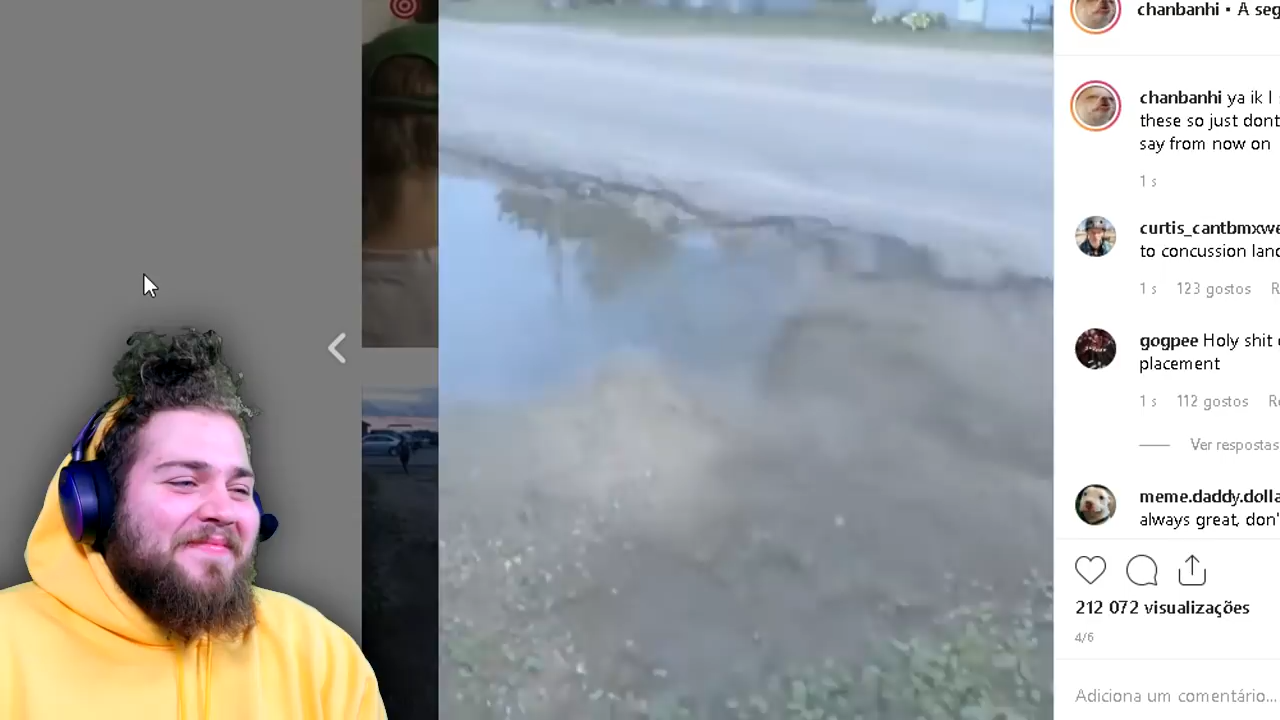 chanbanhi • A seg
chanbanhi ya ik I
these so just dont
say from now on
1 s
curtis_cantbmxwe
to concussion land
1 s 123 gostos R
gogpee Holy shit
placement
1 s 112 gostos Re
Ver respostas
meme.daddy.dolla
always great, don'
212 072 visualizações
4/6
Adiciona um comentário...